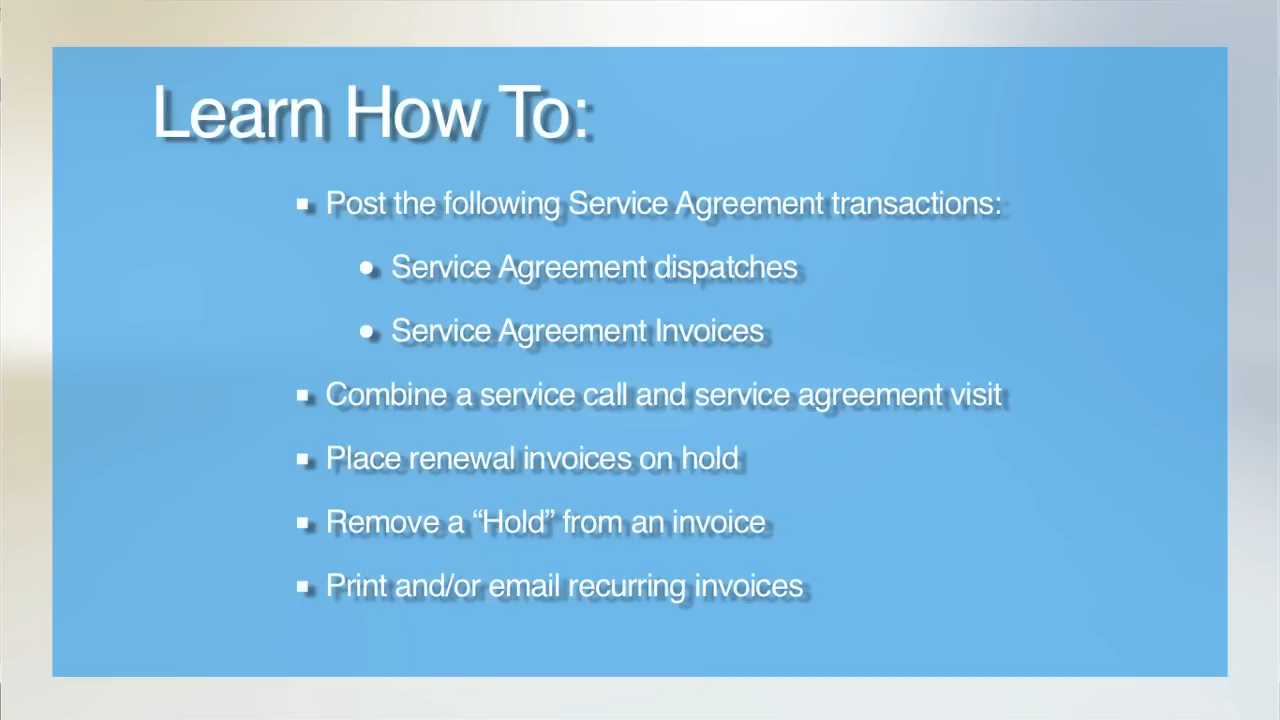 Learn How To:
▪ Post the following Service Agreement transactions:
• Service Agreement dispatches
• Service Agreement Invoices
▪ Combine a service call and service agreement visit
▪ Place renewal invoices on hold
▪ Remove a “Hold” from an invoice
▪ Print and/or email recurring invoices